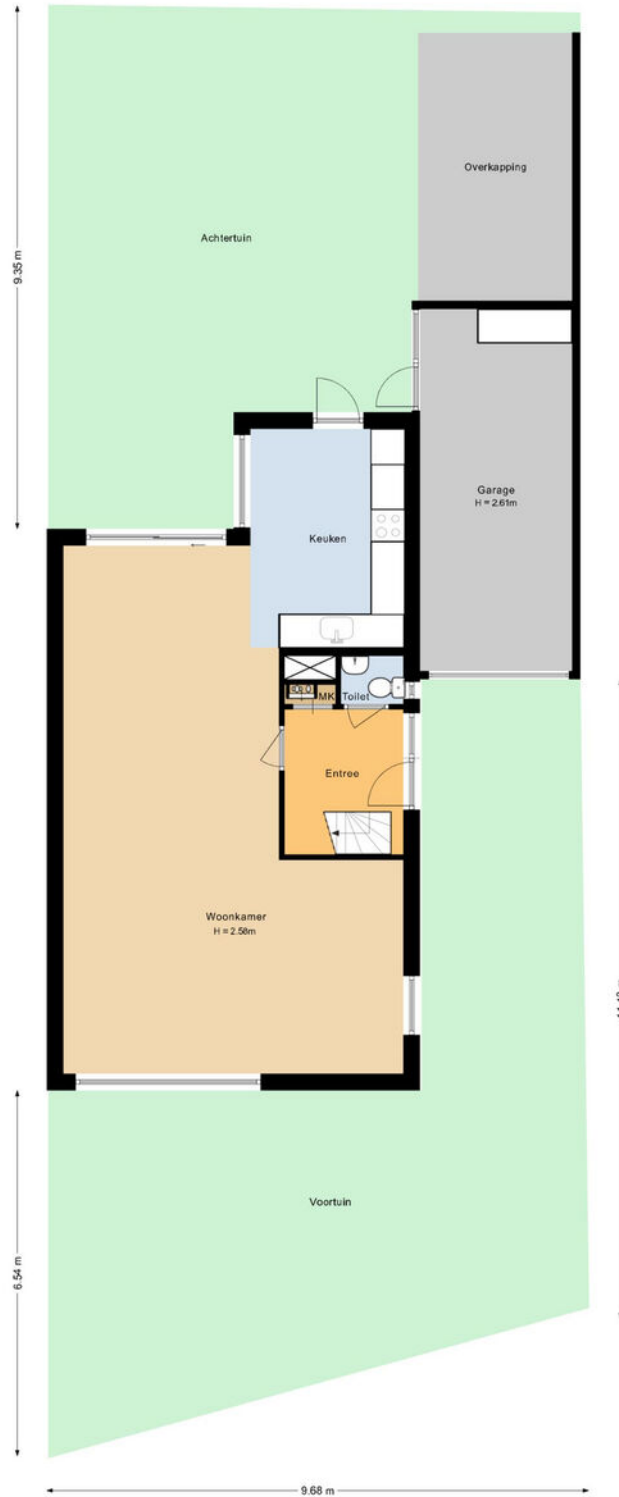 Overkapping
Achtertuin
9.35 m
Garage
H = 2.61m
Keuken
MK
Toilet
Entree
Woonkamer
H = 2.58m
Voortuin
6.54 m
9.68 m